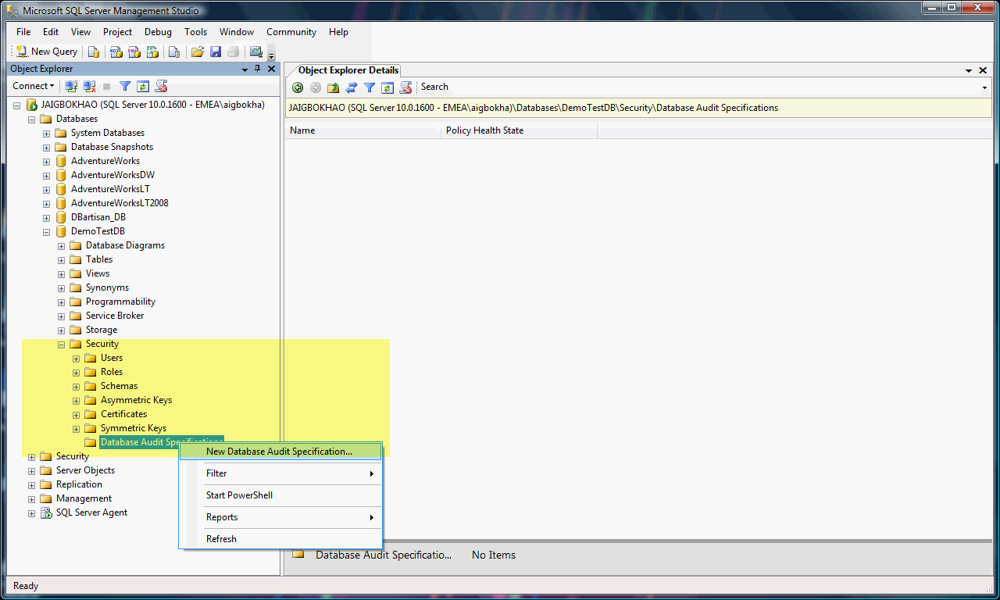 Microsoft SQL Server Management Studio
File Edit View Project Debug Tools Window Community Help
New Query
Object Explorer
Connect
JAIGBOKHAO (SQL Server 10.0.1600 - EMEA\aigbokha)
Databases
System Databases
Database Snapshots
AdventureWorks
AdventureWorksDW
AdventureWorksLT
AdventureWorksLT2008
DBartisan_DB
DemoTestDB
Database Diagrams
Tables
Views
Synonyms
Programmability
Service Broker
Storage
Security
Users
Roles
Schemas
Asymmetric Keys
Certificates
Symmetric Keys
Database Audit Specifications
Security
Server Objects
Replication
Management
SQL Server Agent
New Database Audit Specification...
Filter
Start PowerShell
Reports
Refresh
Object Explorer Details
Search
JAIGBOKHAO (SQL Server 10.0.1600 - EMEA\aigbokha)\Databases\DemoTestDB\Security\Database Audit Specifications
Name Policy Health State
Database Audit Specificatio... No Items
Ready